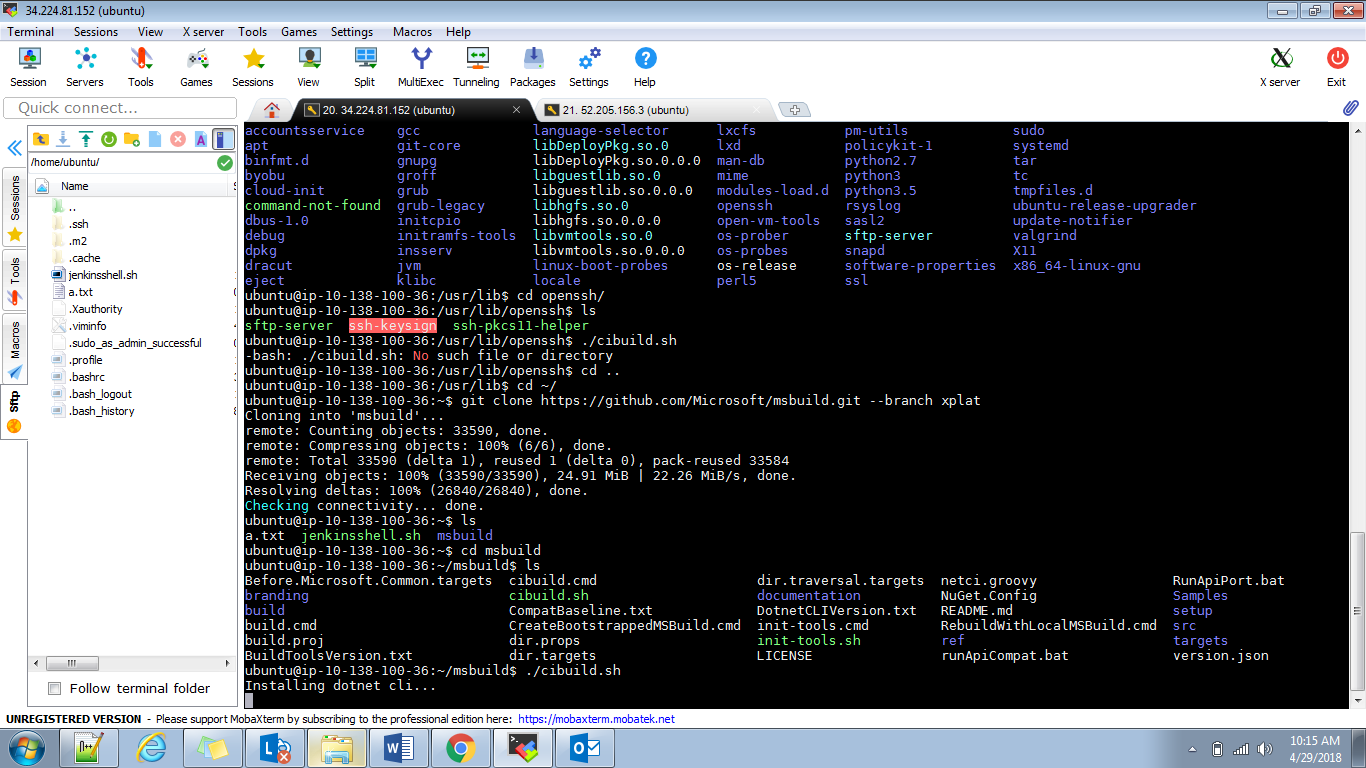 34.224.81.152 (ubuntu)
Terminal Sessions View X server Tools Games Settings Macros Help
Session Servers Tools Games Sessions View Split MultiExec Tunneling Packages Settings Help X server Exit
Quick connect...
20. 34.224.81.152 (ubuntu)
21. 52.205.156.3 (ubuntu)
Sessions
Tools
Macros
Sftp
/home/ubuntu/
Name
..
.ssh
.m2
.cache
jenkinsshell.sh
a.txt
.Xauthority
.viminfo
.sudo_as_admin_successful
.profile
.bashrc
.bash_logout
.bash_history
Follow terminal folder
accountsservice gcc language-selector lxcfs pm-utils sudo
apt git-core libDeployPkg.so.0 lxd policykit-1 systemd
binfmt.d gnupg libDeployPkg.so.0.0.0 man-db python2.7 tar
byobu groff libguestlib.so.0 mime python3 tc
cloud-init grub libguestlib.so.0.0.0 modules-load.d python3.5 tmpfiles.d
command-not-found grub-legacy libhgfs.so.0 openssh rsyslog ubuntu-release-upgrader
dbus-1.0 initcpio libhgfs.so.0.0.0 open-vm-tools sasl2 update-notifier
debug initramfs-tools libvmtools.so.0 os-prober sftp-server valgrind
dpkg insserv libvmtools.so.0.0.0 os-probes snapd X11
dracut jvm linux-boot-probes os-release software-properties x86_64-linux-gnu
eject klibc locale perl5 ssl
ubuntu@ip-10-138-100-36:/usr/lib$ cd openssh/
ubuntu@ip-10-138-100-36:/usr/lib/openssh$ ls
sftp-server ssh-keysign ssh-pkcs11-helper
ubuntu@ip-10-138-100-36:/usr/lib/openssh$ ./cibuild.sh
-bash: ./cibuild.sh: No such file or directory
ubuntu@ip-10-138-100-36:/usr/lib/openssh$ cd ..
ubuntu@ip-10-138-100-36:/usr/lib$ cd ~/
ubuntu@ip-10-138-100-36:~$ git clone https://github.com/Microsoft/msbuild.git --branch xplat
Cloning into 'msbuild'...
remote: Counting objects: 33590, done.
remote: Compressing objects: 100% (6/6), done.
remote: Total 33590 (delta 1), reused 1 (delta 0), pack-reused 33584
Receiving objects: 100% (33590/33590), 24.91 MiB | 22.26 MiB/s, done.
Resolving deltas: 100% (26840/26840), done.
Checking connectivity... done.
ubuntu@ip-10-138-100-36:~$ ls
a.txt jenkinsshell.sh msbuild
ubuntu@ip-10-138-100-36:~$ cd msbuild
ubuntu@ip-10-138-100-36:~/msbuild$ ls
Before.Microsoft.Common.targets cibuild.cmd dir.traversal.targets netci.groovy RunApiPort.bat
branding cibuild.sh documentation NuGet.Config Samples
build CompatBaseline.txt DotnetCLIVersion.txt README.md setup
build.cmd CreateBootstrappedMSBuild.cmd init-tools.cmd RebuildWithLocalMSBuild.cmd src
build.proj dir.props init-tools.sh ref targets
BuildToolsVersion.txt dir.targets LICENSE runApiCompat.bat version.json
ubuntu@ip-10-138-100-36:~/msbuild$ ./cibuild.sh
Installing dotnet cli...
UNREGISTERED VERSION - Please support MobaXterm by subscribing to the professional edition here: https://mobaxterm.mobatek.net
10:15 AM
4/29/2018